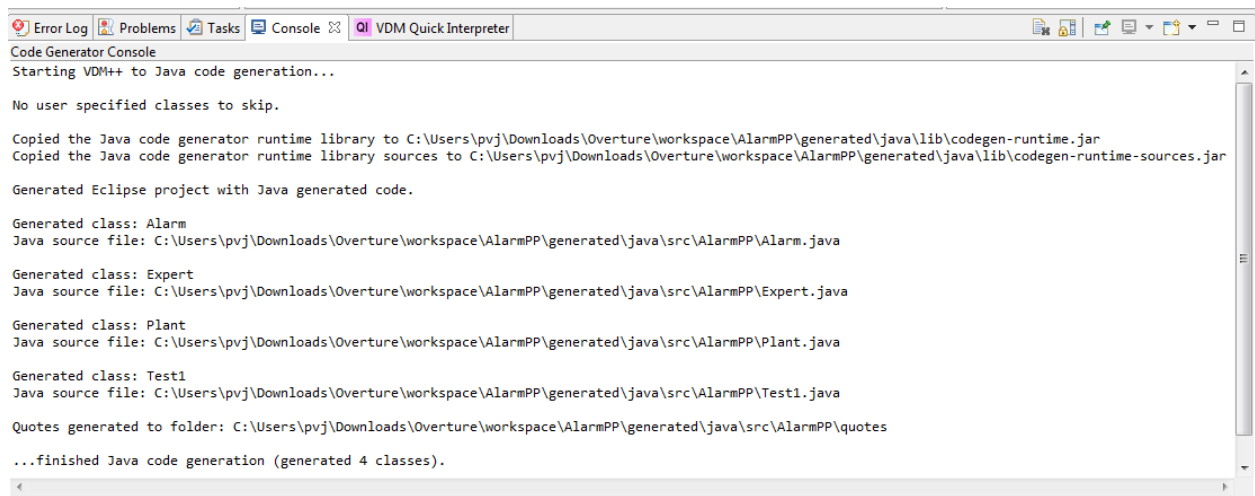 Error Log Problems Tasks Console QI VDM Quick Interpreter
Code Generator Console
Starting VDM++ to Java code generation...
No user specified classes to skip.
Copied the Java code generator runtime library to C:\Users\pvj\Downloads\Overture\workspace\AlarmPP\generated\java\lib\codegen-runtime.jar
Copied the Java code generator runtime library sources to C:\Users\pvj\Downloads\Overture\workspace\AlarmPP\generated\java\lib\codegen-runtime-sources.jar
Generated Eclipse project with Java generated code.
Generated class: Alarm
Java source file: C:\Users\pvj\Downloads\Overture\workspace\AlarmPP\generated\java\src\AlarmPP\Alarm.java
Generated class: Expert
Java source file: C:\Users\pvj\Downloads\Overture\workspace\AlarmPP\generated\java\src\AlarmPP\Expert.java
Generated class: Plant
Java source file: C:\Users\pvj\Downloads\Overture\workspace\AlarmPP\generated\java\src\AlarmPP\Plant.java
Generated class: Test1
Java source file: C:\Users\pvj\Downloads\Overture\workspace\AlarmPP\generated\java\src\AlarmPP\Test1.java
Quotes generated to folder: C:\Users\pvj\Downloads\Overture\workspace\AlarmPP\generated\java\src\AlarmPP\quotes
...finished Java code generation (generated 4 classes).